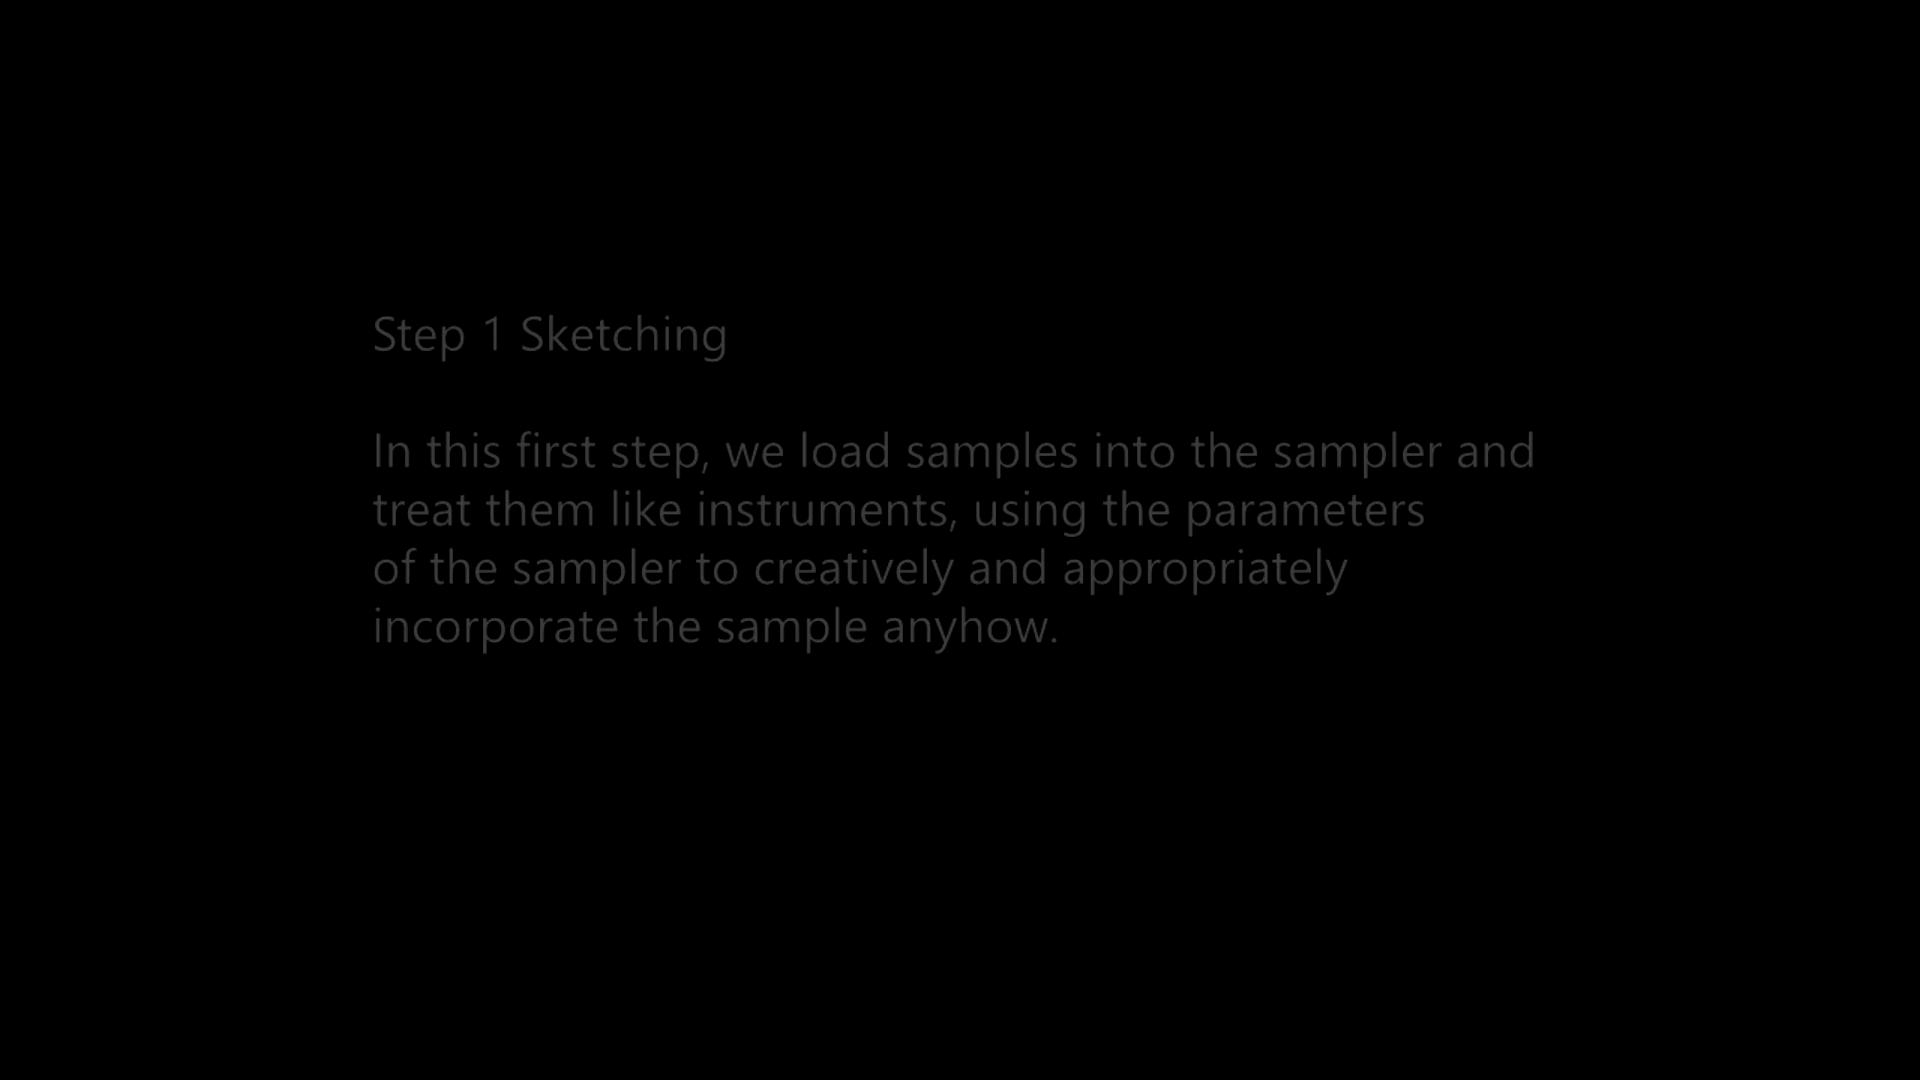 Step 1 Sketching
In this first step, we load samples into the sampler and
treat them like instruments, using the parameters
of the sampler to creatively and appropriately
incorporate the sample anyhow.